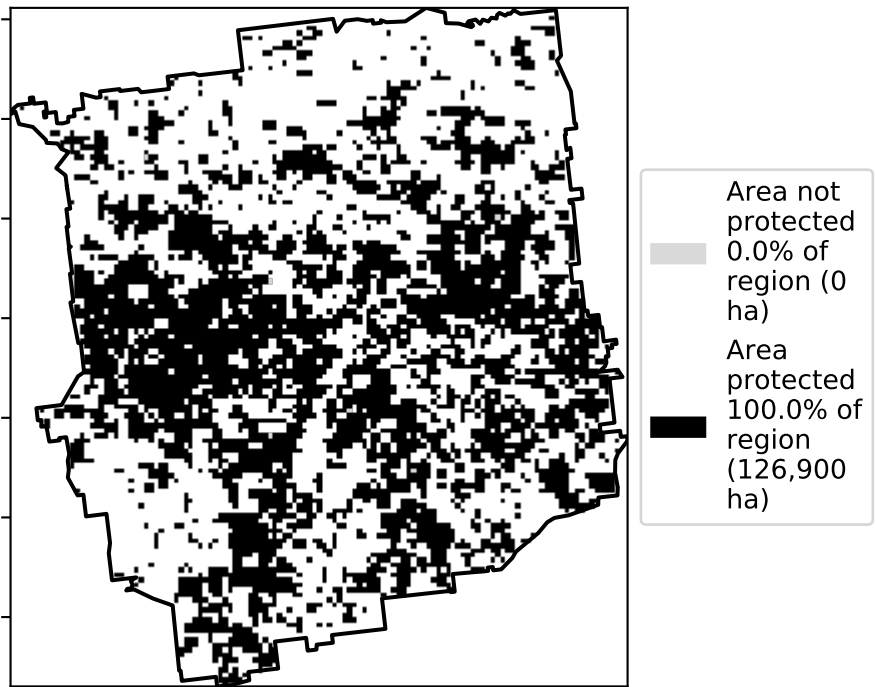 Area not
protected
0.0% of
region (0
ha)
Area
protected
100.0% of
region
(126,900
ha)